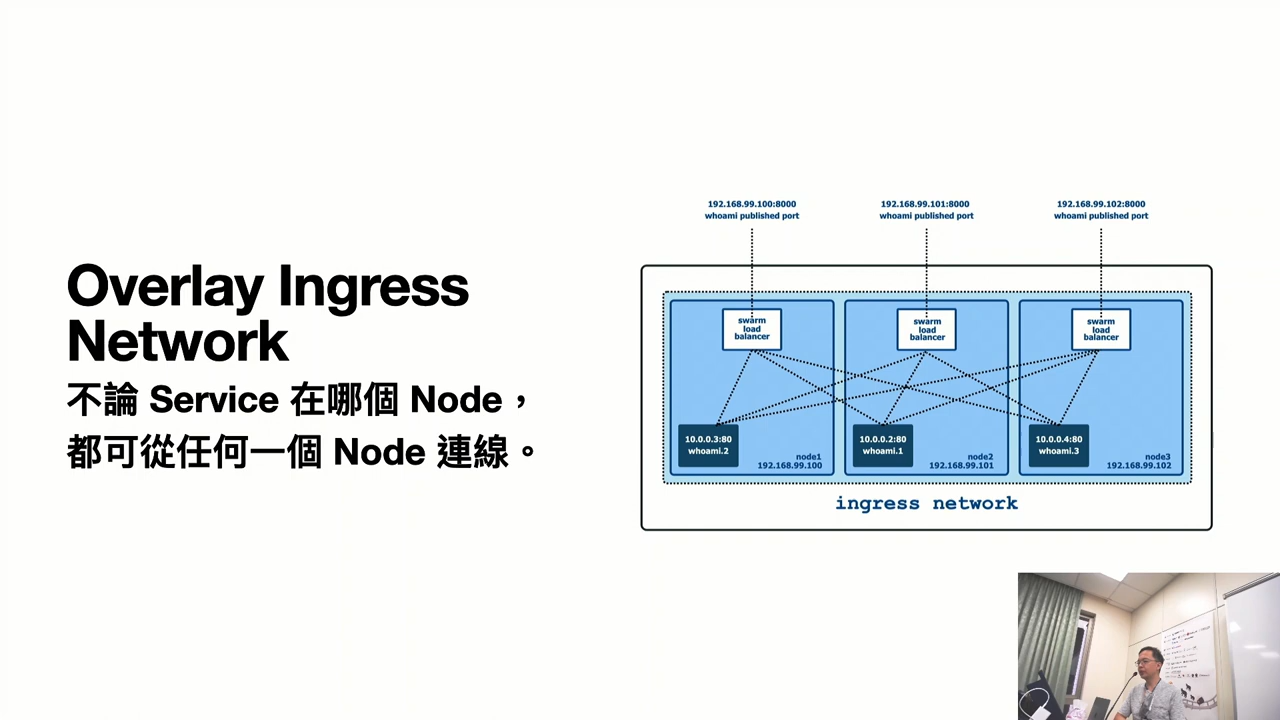 Overlay Ingress
Network
不論 Service 在哪個 Node，
都可從任何一個 Node 連線。
192.168.99.100:8000
whoami published port
192.168.99.101:8000
whoami published port
192.168.99.102:8000
whoami published port
swarm
load
balancer
swarm
load
balancer
swarm
load
balancer
10.0.0.3:80
whoami.2
node1
192.168.99.100
10.0.0.2:80
whoami.1
node2
192.168.99.101
10.0.0.4:80
whoami.3
node3
192.168.99.102
ingress network